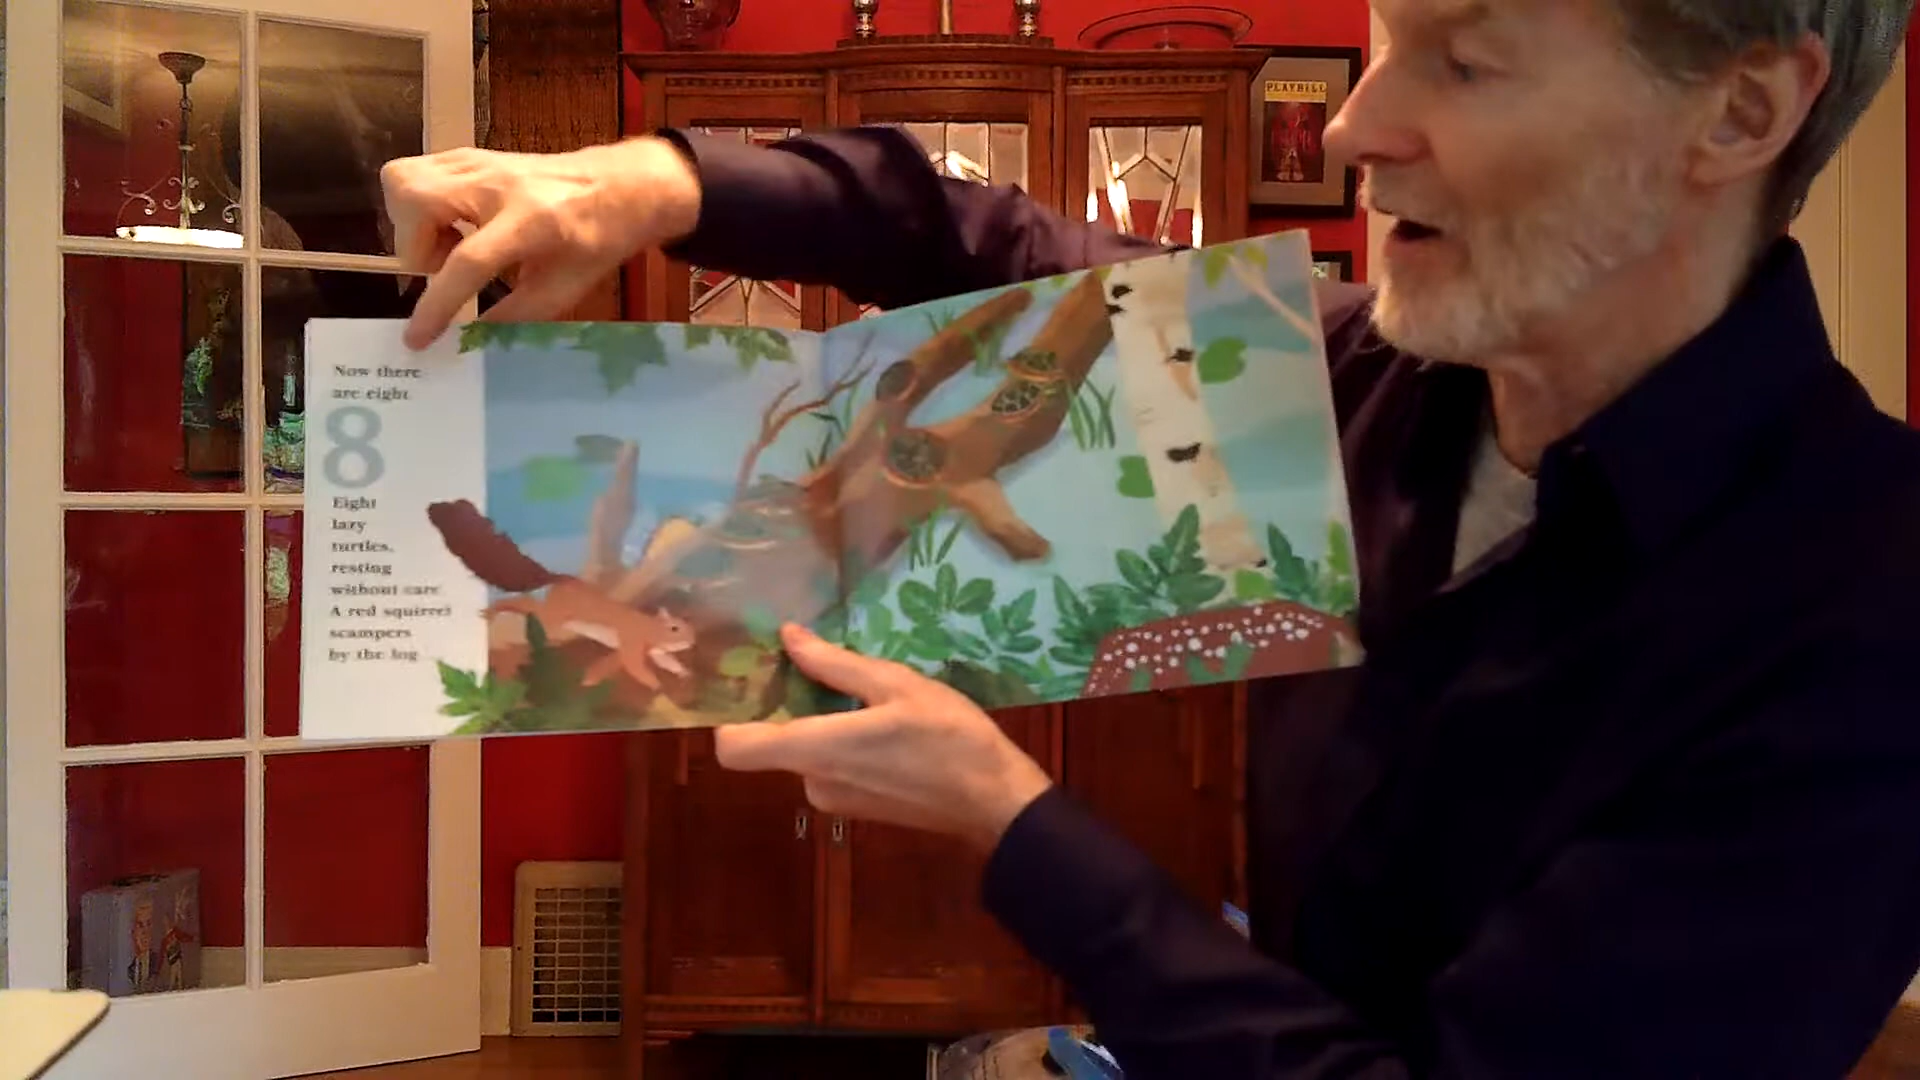 PLAYBILL
Now there
are eight
8
Eight
lazy
turtles,
resting
without care.
A red squirrel
scampers
by the log.